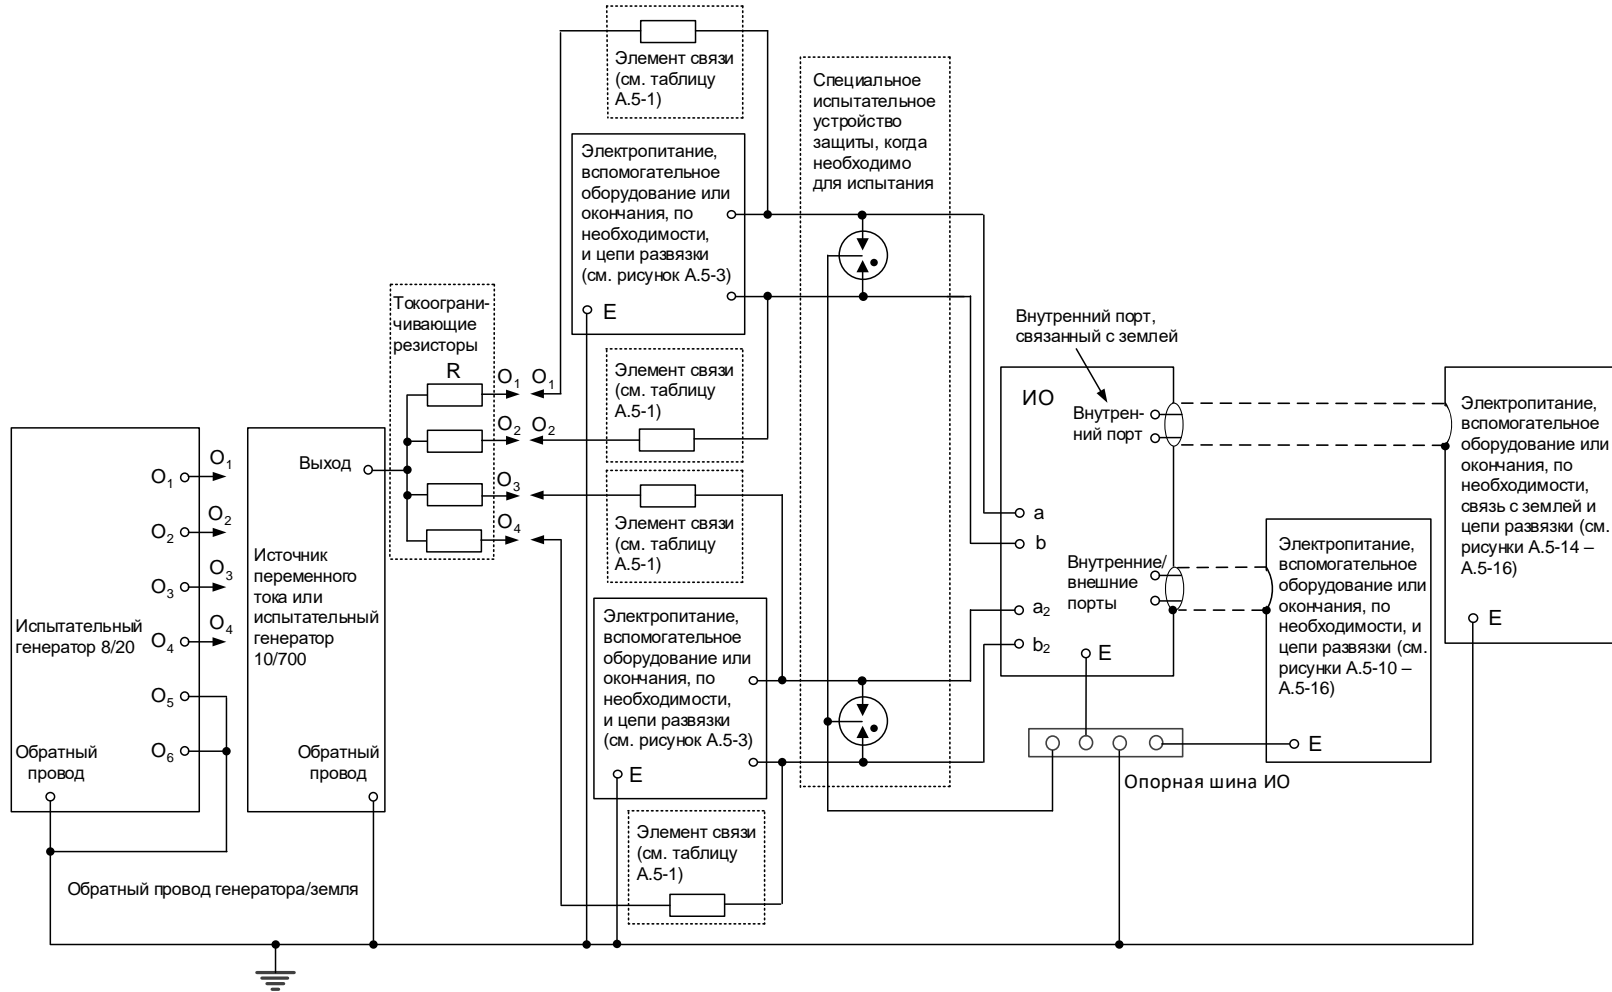 Элемент связи
(см. таблицу
А.5-1)
Специальное
испытательное
устройство
защиты, когда
необходимо
для испытания
Электропитание,
вспомогательное
оборудование или
окончания, по
необходимости,
и цепи развязки
(см. рисунок А.5-3)
E
Токоограни-
чивающие
резисторы
R
O1
O1
O2
O2
O3
O4
Элемент связи
(см. таблицу
А.5-1)
Элемент связи
(см. таблицу
А.5-1)
Внутренний порт,
связанный с землей
ИО
Внутрен-
ний порт
a
b
Внутренние/
внешние
порты
a2
b2
E
Электропитание,
вспомогательное
оборудование или
окончания, по
необходимости,
связь с землей и
цепи развязки (см.
рисунки А.5-14 –
А.5-16)
E
Электропитание,
вспомогательное
оборудование или
окончания, по
необходимости, и
цепи развязки (см.
рисунки А.5-10 –
А.5-16)
E
Опорная шина ИО
Испытательный
генератор 8/20
O1
O1
O2
O2
O3
O3
O4
O4
O5
O6
Обратный
провод
Выход
Источник
переменного
тока или
испытательный
генератор
10/700
Обратный
провод
Электропитание,
вспомогательное
оборудование или
окончания, по
необходимости,
и цепи развязки
(см. рисунок А.5-3)
E
Элемент связи
(см. таблицу
А.5-1)
Обратный провод генератора/земля